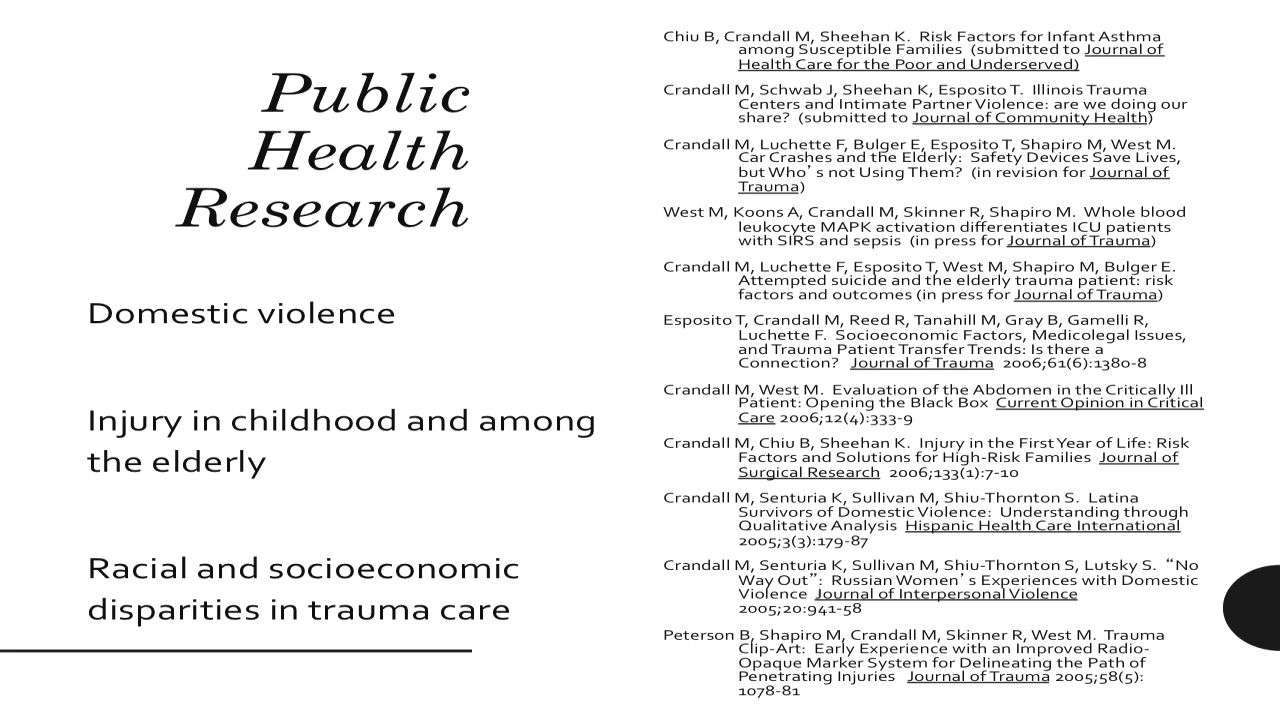 Public
Health
Research
Domestic violence
Injury in childhood and among
the elderly
Racial and socioeconomic
disparities in trauma care
Chiu B, Crandall M, Sheehan K. Risk Factors for Infant Asthma
among Susceptible Families (submitted to Journal of
Health Care for the Poor and Underserved)
Crandall M, Schwab J, Sheehan K, Esposito T. Illinois Trauma
Centers and Intimate Partner Violence: are we doing our
share? (submitted to Journal of Community Health)
Crandall M, Luchette F, Bulger E, Esposito T, Shapiro M, West M.
Car Crashes and the Elderly: Safety Devices Save Lives,
but Who’s not Using Them? (in revision for Journal of
Trauma)
West M, Koons A, Crandall M, Skinner R, Shapiro M. Whole blood
leukocyte MAPK activation differentiates ICU patients
with SIRS and sepsis (in press for Journal of Trauma)
Crandall M, Luchette F, Esposito T, West M, Shapiro M, Bulger E.
Attempted suicide and the elderly trauma patient: risk
factors and outcomes (in press for Journal of Trauma)
Esposito T, Crandall M, Reed R, Tanahill M, Gray B, Gamelli R,
Luchette F. Socioeconomic Factors, Medicolegal Issues,
and Trauma Patient Transfer Trends: Is there a
Connection? Journal of Trauma 2006;61(6):1380-8
Crandall M, West M. Evaluation of the Abdomen in the Critically Ill
Patient: Opening the Black Box Current Opinion in Critical
Care 2006;12(4):333-9
Crandall M, Chiu B, Sheehan K. Injury in the First Year of Life: Risk
Factors and Solutions for High-Risk Families Journal of
Surgical Research 2006;133(1):7-10
Crandall M, Senturia K, Sullivan M, Shiu-Thornton S. Latina
Survivors of Domestic Violence: Understanding through
Qualitative Analysis Hispanic Health Care International
2005;3(3):179-87
Crandall M, Senturia K, Sullivan M, Shiu-Thornton S, Lutsky S. “No
Way Out”: Russian Women’s Experiences with Domestic
Violence Journal of Interpersonal Violence
2005;20:941-58
Peterson B, Shapiro M, Crandall M, Skinner R, West M. Trauma
Clip-Art: Early Experience with an Improved Radio-
Opaque Marker System for Delineating the Path of
Penetrating Injuries Journal of Trauma 2005;58(5):
1078-81